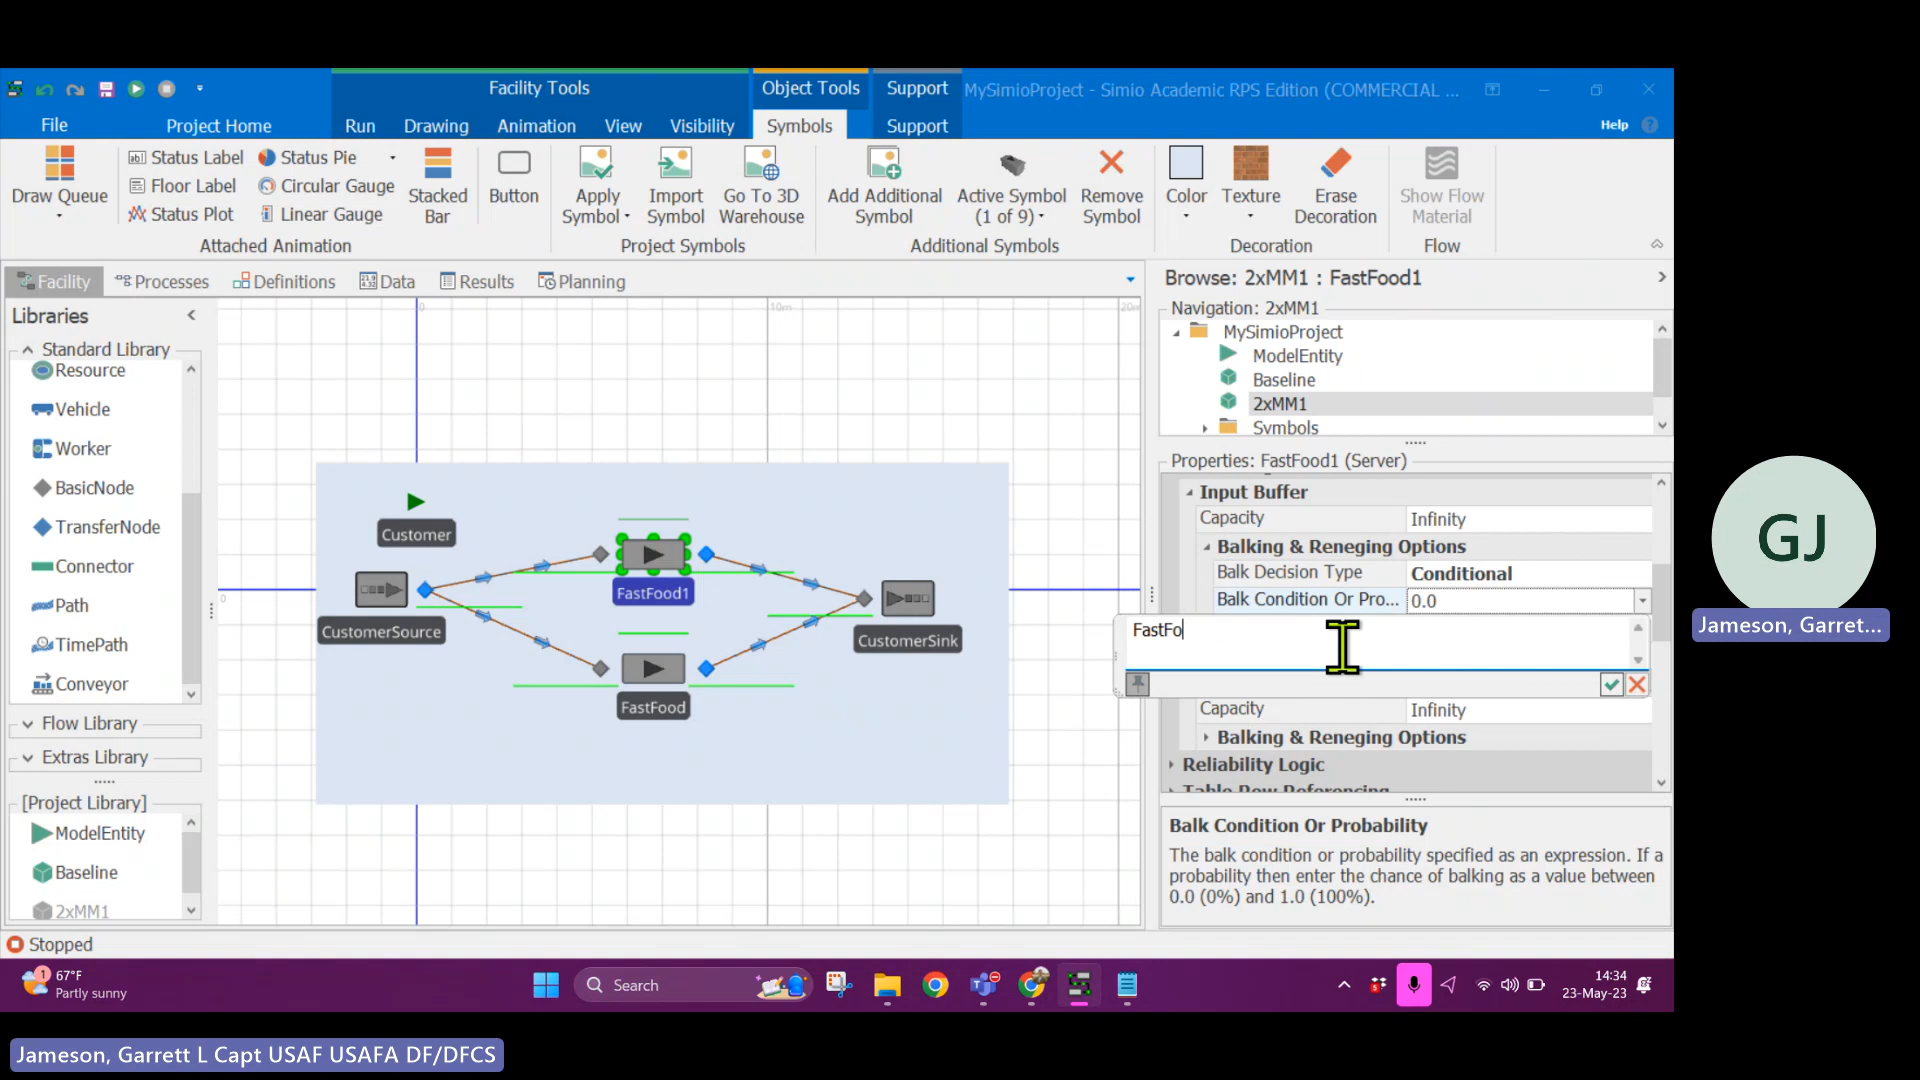 Facility Tools
Object Tools
Support
MySimioProject - Simio Academic RPS Edition (COMMERCIAL ...
File
Project Home
Run
Drawing
Animation
View
Visibility
Symbols
Support
Help
Draw Queue
Status Label
Floor Label
Status Plot
Status Pie
Circular Gauge
Linear Gauge
Stacked
Bar
Button
Apply
Symbol
Import
Symbol
Go To 3D
Warehouse
Add Additional
Symbol
Active Symbol
(1 of 9)
Remove
Symbol
Color
Texture
Erase
Decoration
Show Flow
Material
Attached Animation
Project Symbols
Additional Symbols
Decoration
Flow
Facility
Processes
Definitions
Data
Results
Planning
Libraries
Standard Library
Resource
Vehicle
Worker
BasicNode
TransferNode
Connector
Path
TimePath
Conveyor
Flow Library
Extras Library
[Project Library]
ModelEntity
Baseline
2xMM1
0
10m
20m
0
Customer
CustomerSource
FastFood1
FastFood
CustomerSink
Browse: 2xMM1 : FastFood1
Navigation: 2xMM1
MySimioProject
ModelEntity
Baseline
2xMM1
Symbols
Properties: FastFood1 (Server)
Input Buffer
Capacity Infinity
Balking & Reneging Options
Balk Decision Type Conditional
Balk Condition Or Pro... 0.0
FastFo
Capacity Infinity
Balking & Reneging Options
Reliability Logic
Table Row Referencing
Balk Condition Or Probability
The balk condition or probability specified as an expression. If a
probability then enter the chance of balking as a value between
0.0 (0%) and 1.0 (100%).
Stopped
1
67°F
Partly sunny
Search
14:34
23-May-23
GJ
Jameson, Garret...
Jameson, Garrett L Capt USAF USAFA DF/DFCS